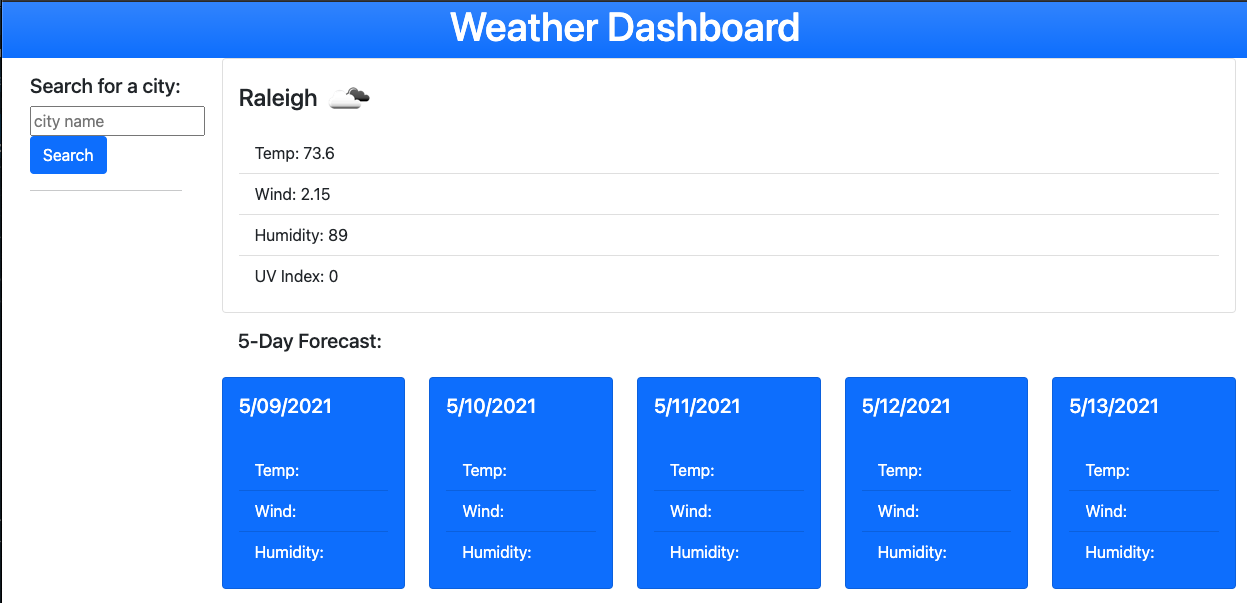 Weather Dashboard
Search for a city:
city name
Search
Raleigh
Temp: 73.6
Wind: 2.15
Humidity: 89
UV Index: 0
5-Day Forecast:
5/09/2021
Temp:
Wind:
Humidity:
5/10/2021
Temp:
Wind:
Humidity:
5/11/2021
Temp:
Wind:
Humidity:
5/12/2021
Temp:
Wind:
Humidity:
5/13/2021
Temp:
Wind:
Humidity: